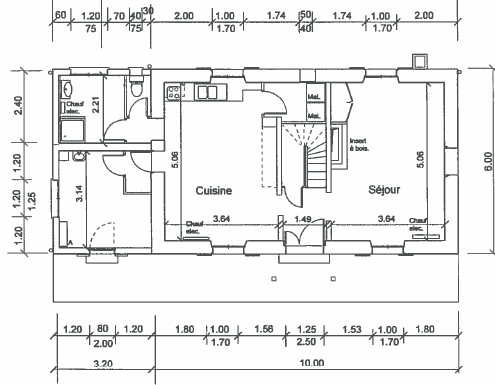 60 1.20 70 40 30 2.00 1.00 1.74 50 1.74 1.00 2.00
75 75 1.70 40 1.70
2.40
1.20
1.20
1.25
1.20
Chauf
elec.
2.21
3.14
A
5.06
MaL
MaL
Insert
à bois.
5.06
6.00
Cuisine
Séjour
3.64 1.49 3.64
Chauf
elec.
Chauf
elec.
1.20 80 1.20 1.80 1.00 1.56 1.25 1.53 1.00 1.80
2.00 1.70 2.50 1.70
3.20 10.00